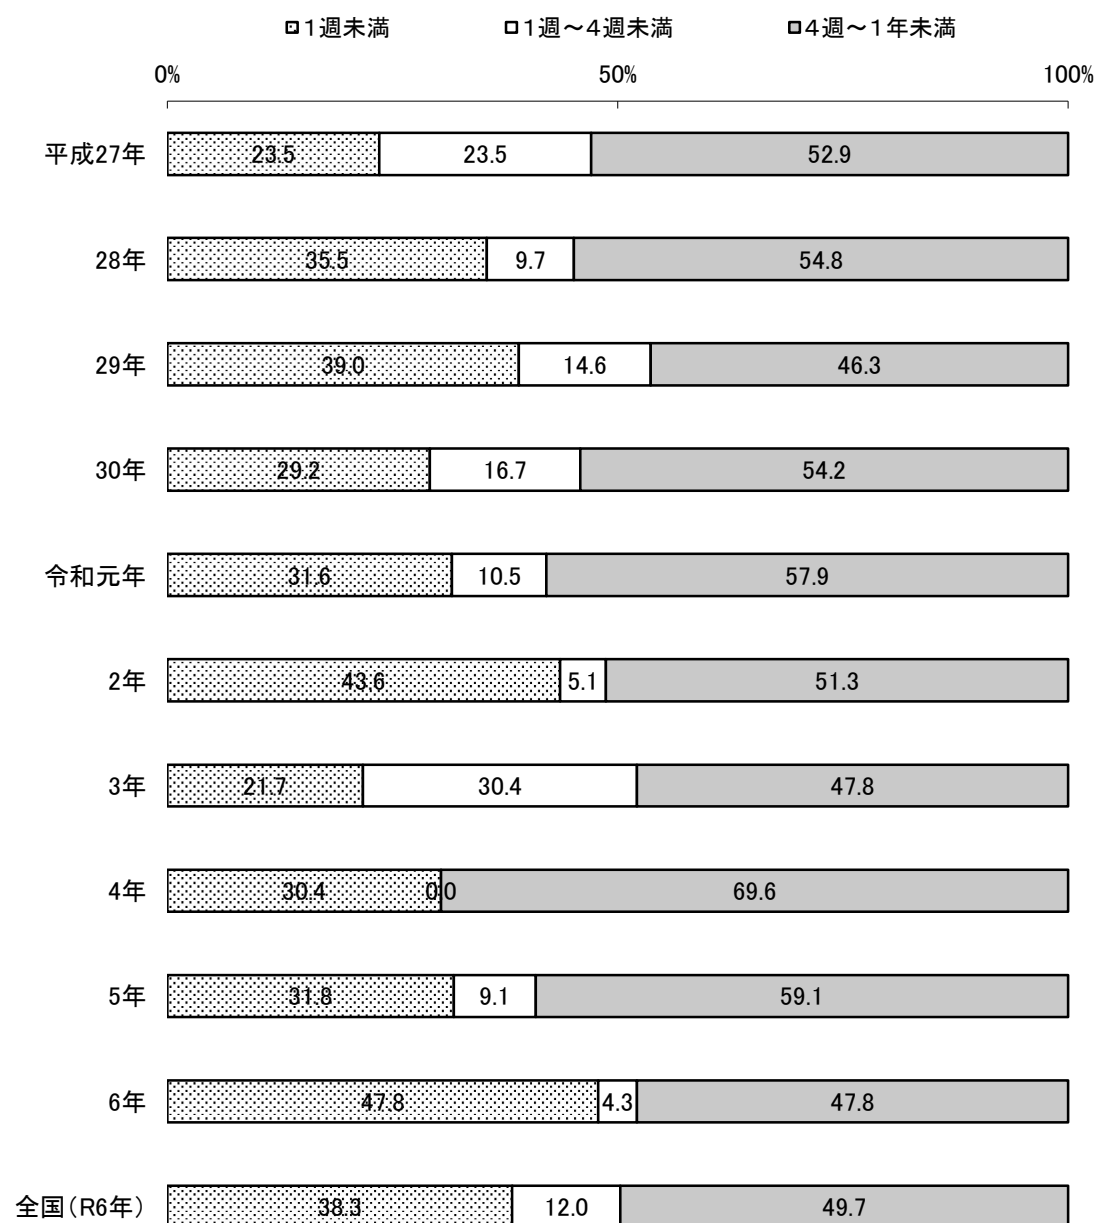 １週未満 1週～４週未満 ４週～１年未満
0% 50% 100%
平成27年 23.5 23.5 52.9
28年 35.5 9.7 54.8
29年 39.0 14.6 46.3
30年 29.2 16.7 54.2
令和元年 31.6 10.5 57.9
2年 43.6 5.1 51.3
3年 21.7 30.4 47.8
4年 30.4 0.0 69.6
5年 31.8 9.1 59.1
6年 47.8 4.3 47.8
全国（R6年） 38.3 12.0 49.7